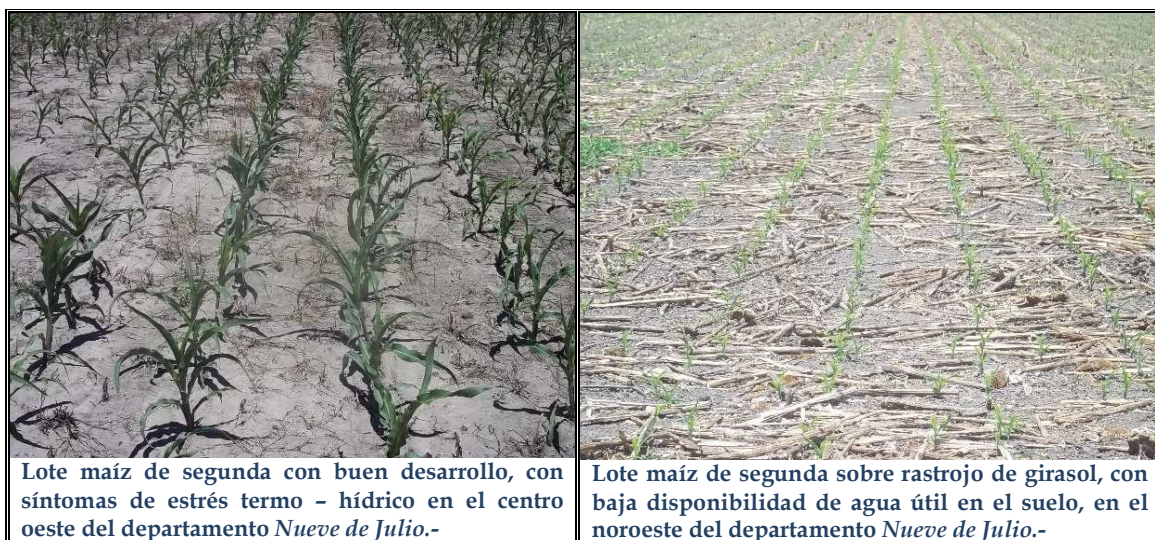 Lote maíz de segunda con buen desarrollo, con
síntomas de estrés termo – hídrico en el centro
oeste del departamento Nueve de Julio.-
Lote maíz de segunda sobre rastrojo de girasol, con
baja disponibilidad de agua útil en el suelo, en el
noroeste del departamento Nueve de Julio.-